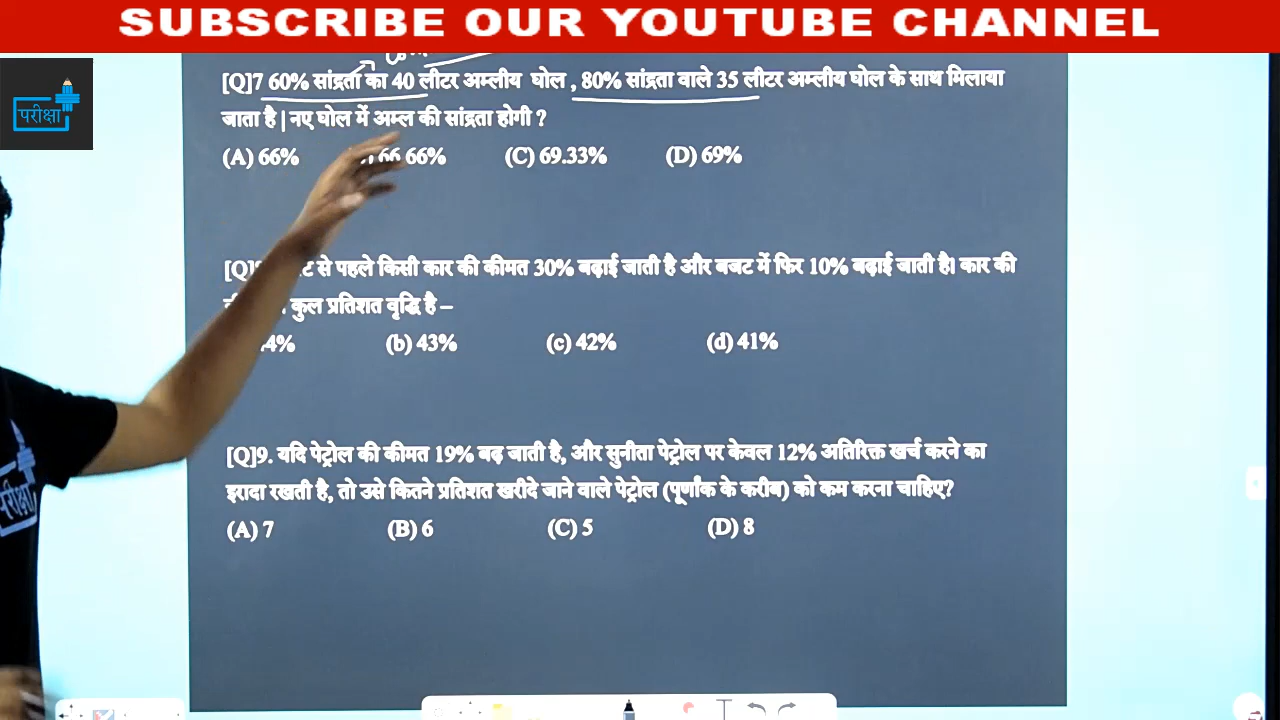 SUBSCRIBE OUR YOUTUBE CHANNEL
परीक्षा
[Q]7 60% सांद्रता का 40 लीटर अम्लीय घोल , 80% सांद्रता वाले 35 लीटर अम्लीय घोल के साथ मिलाया
जाता है | नए घोल में अम्ल की सांद्रता होगी ?
(A) 66% 66.66% (C) 69.33% (D) 69%
से पहले किसी कार की कीमत 30% बढ़ाई जाती है और बजट में फिर 10% बढ़ाई जाती है। कार की
कुल प्रतिशत वृद्धि है –
(b) 43% (c) 42% (d) 41%
[Q]9. यदि पेट्रोल की कीमत 19% बढ़ जाती है, और सुनीता पेट्रोल पर केवल 12% अतिरिक्त खर्च करने का
इरादा रखती है, तो उसे कितने प्रतिशत खरीदे जाने वाले पेट्रोल (पूर्णांक के करीब) को कम करना चाहिए?
(A) 7 (B) 6 (C) 5 (D) 8
परीक्षा